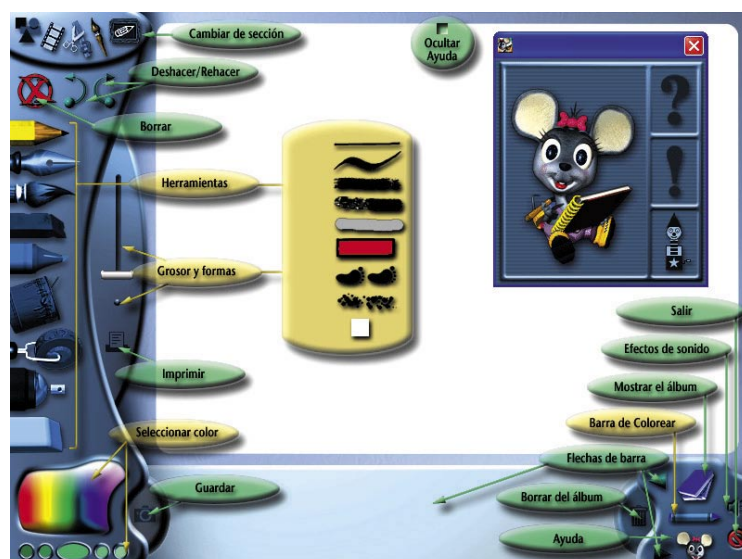 Cambiar de sección
Ocultar
Ayuda
Deshacer/Rehacer
Borrar
Herramientas
Grosor y formas
Salir
Efectos de sonido
Imprimir
Mostrar el álbum
Barra de Colorear
Seleccionar color
Flechas de barra
Guardar
Borrar del álbum
Ayuda